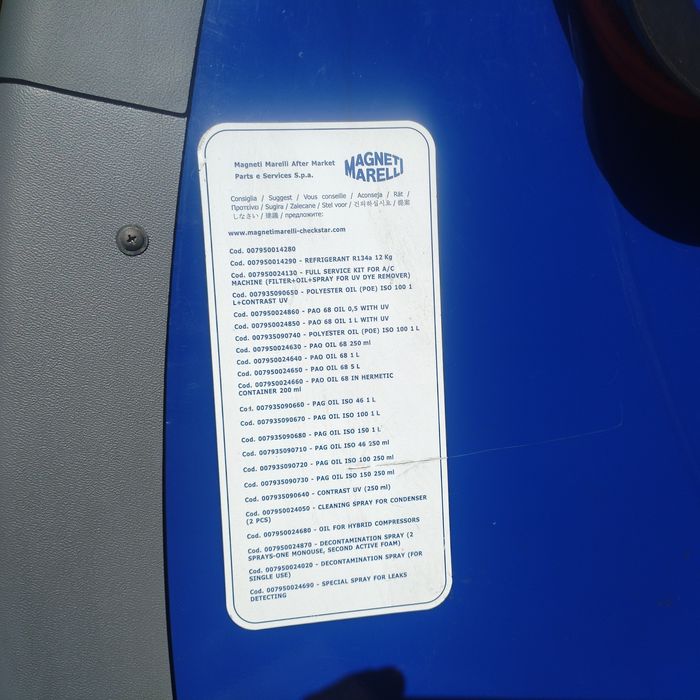 Magneti Marelli After Market
Parts e Services S.p.a.
MAGNETI
MARELLI
Consiglia / Suggest / Vous conseille / Aconseja / Rät /
Προτείνω / Sugira / Zalecane / Stel voor / 건의하십시오 / 提案
しなさい / 建議 / предложите:
www.magnetimarelli-checkstar.com
Cod. 007950014280
Cod. 007950014290 - REFRIGERANT R134a 12 Kg
Cod. 007950024130 - FULL SERVICE KIT FOR A/C
MACHINE (FILTER+OIL+SPRAY FOR UV DYE REMOVER)
Cod. 007935090650 - POLYESTER OIL (POE) ISO 100 1
L+CONTRAST UV
Cod. 007950024860 - PAO 68 OIL 0,5 WITH UV
Cod. 007950024850 - PAO 68 OIL 1 L WITH UV
Cod. 007935090740 - POLYESTER OIL (POE) ISO 100 1 L
Cod. 007950024630 - PAO OIL 68 250 ml
Cod. 007950024640 - PAO OIL 68 1 L
Cod. 007950024650 - PAO OIL 68 5 L
Cod. 007950024660 - PAO OIL 68 IN HERMETIC
CONTAINER 200 ml
Cod. 007935090660 - PAG OIL ISO 46 1 L
Cod. 007935090670 - PAG OIL ISO 100 1 L
Cod. 007935090680 - PAG OIL ISO 150 1 L
Cod. 007935090710 - PAG OIL ISO 46 250 ml
Cod. 007935090720 - PAG OIL ISO 100 250 ml
Cod. 007935090730 - PAG OIL ISO 150 250 ml
Cod. 007935090640 - CONTRAST UV (250 ml)
Cod. 007950024050 - CLEANING SPRAY FOR CONDENSER
(2 PCS)
Cod. 007950024680 - OIL FOR HYBRID COMPRESSORS
Cod. 007950024870 - DECONTAMINATION SPRAY (2
SPRAYS-ONE MONOUSE, SECOND ACTIVE FOAM)
Cod. 007950024020 - DECONTAMINATION SPRAY (FOR
SINGLE USE)
Cod. 007950024690 - SPECIAL SPRAY FOR LEAKS
DETECTING